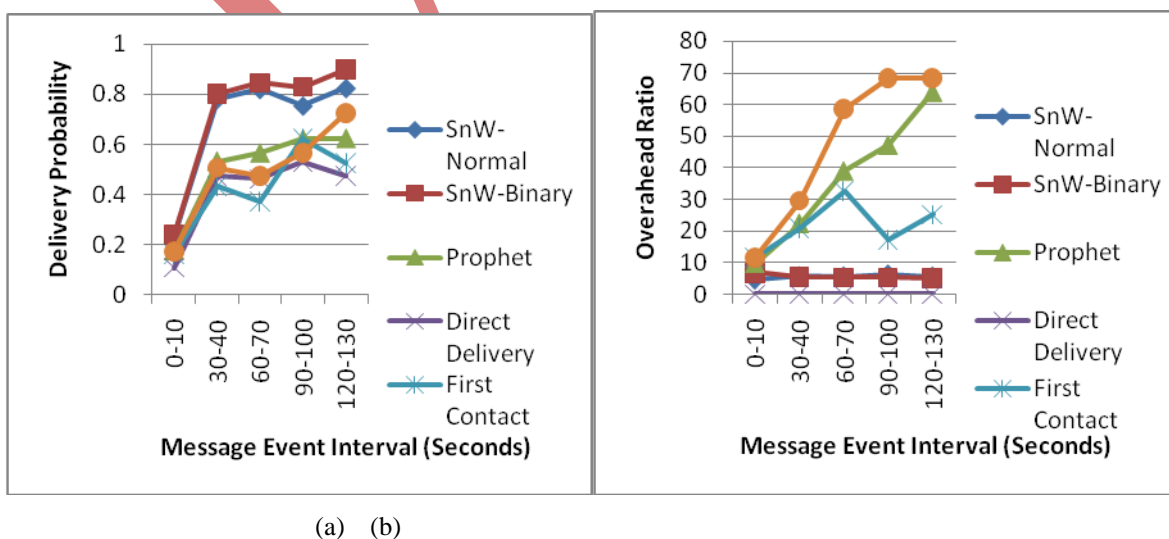 1
0.8
0.6
0.4
0.2
0
Delivery Probability
0-10
30-40
60-70
90-100
120-130
Message Event Interval (Seconds)
SnW-
Normal
SnW-Binary
Prophet
Direct
Delivery
First
Contact
80
70
60
50
40
30
20
10
0
Overahead Ratio
0-10
30-40
60-70
90-100
120-130
Message Event Interval (Seconds)
SnW-
Normal
SnW-Binary
Prophet
Direct
Delivery
First
Contact
(a) (b)